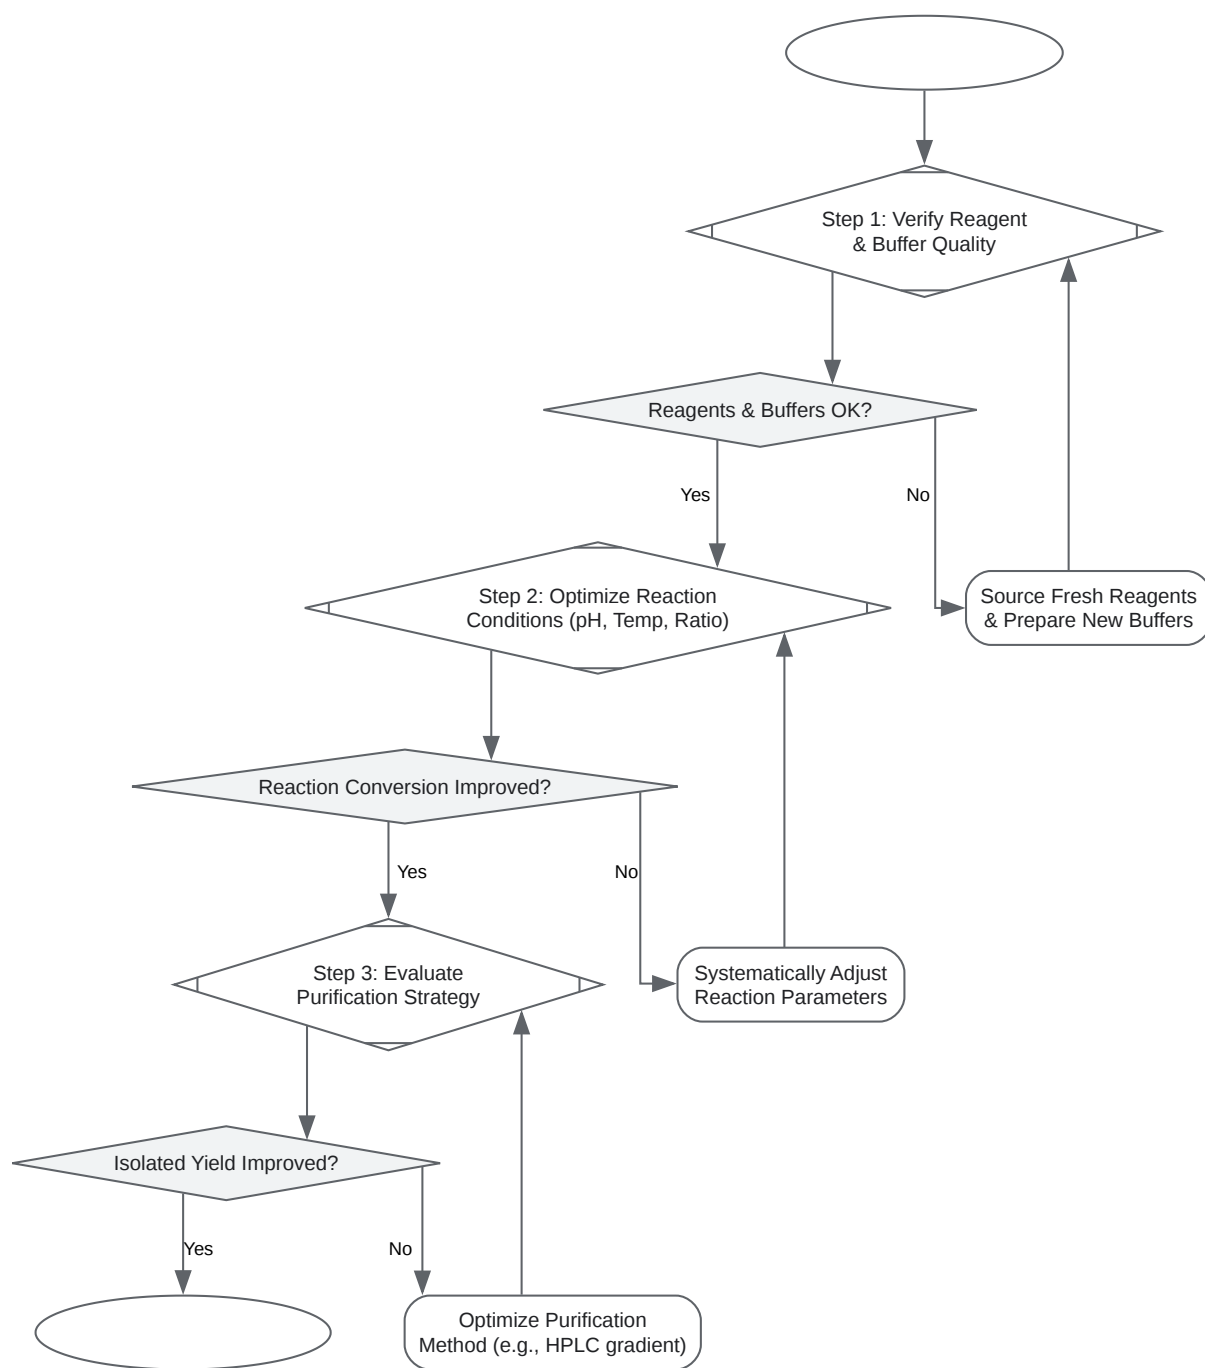 Step 1: Verify Reagent
& Buffer Quality
Reagents & Buffers OK?
Yes
No
Step 2: Optimize Reaction
Conditions (pH, Temp, Ratio)
Source Fresh Reagents
& Prepare New Buffers
Reaction Conversion Improved?
Yes
No
Step 3: Evaluate
Purification Strategy
Systematically Adjust
Reaction Parameters
Isolated Yield Improved?
Yes
No
Optimize Purification
Method (e.g., HPLC gradient)